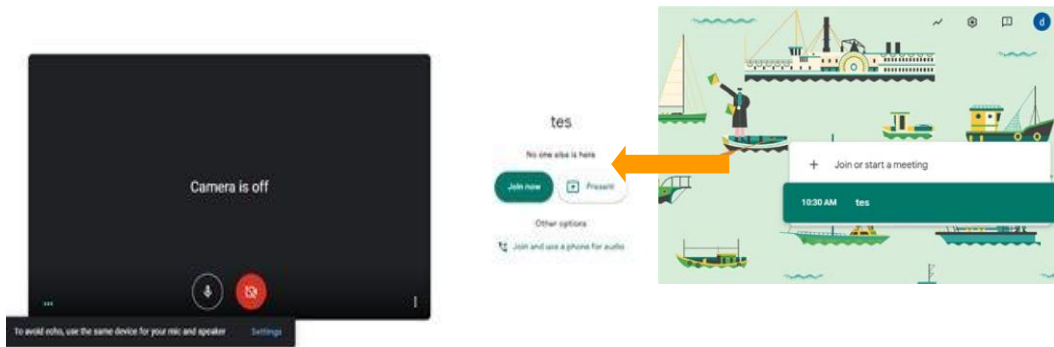 Camera is off
To avoid echo, use the same device for your mic and speaker Settings
tes
No one else is here
Join now Present
Other options
Join and use a phone for audio
d
+ Join or start a meeting
10:30 AM tes